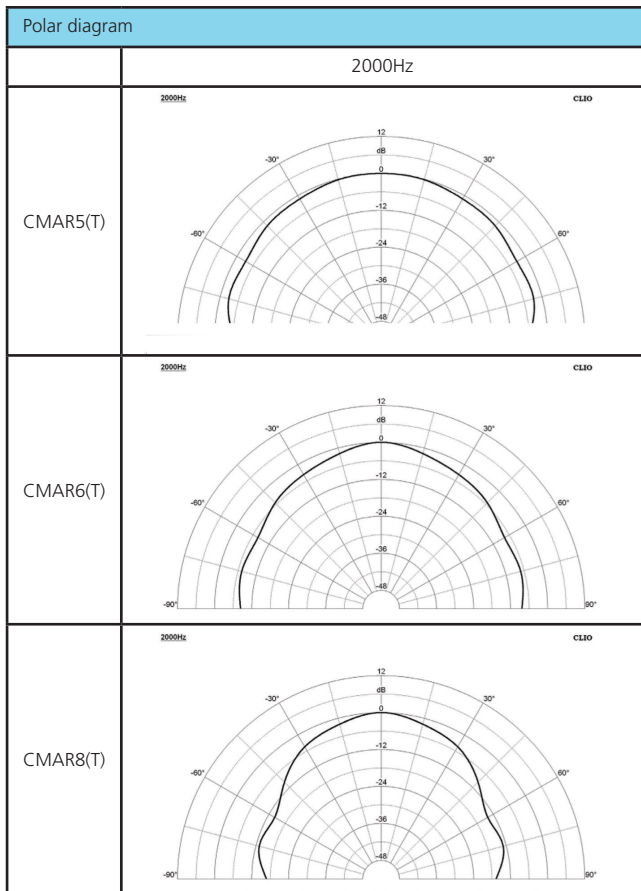 Polar diagram
2000Hz
CMAR5(T)
2000Hz CLIO
12
dB
-30° 30°
0
-12
-60° 60°
-24
-36
-48
CMAR6(T)
2000Hz CLIO
12
dB
-30° 30°
0
-12
-60° 60°
-24
-36
-48
-90° 90°
CMAR8(T)
2000Hz CLIO
12
dB
-30° 30°
0
-12
-60° 60°
-24
-36
-48
-90° 90°